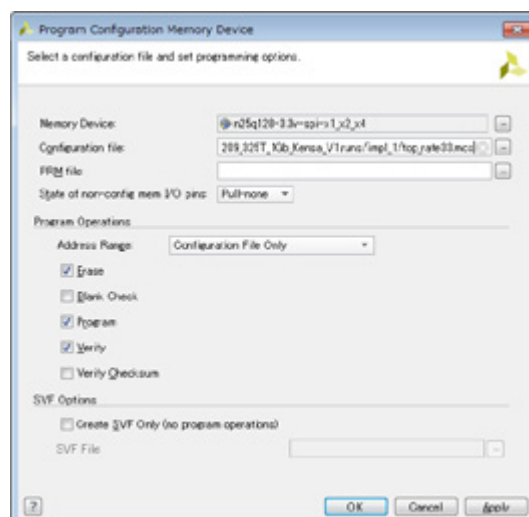 Program Configuration Memory Device
Select a configuration file and set programming options.
Memory Device: n25q128-3.3v-spi-x1_x2_x4 ...
Configuration file: runs/impl_1/top_rate33.mcs ...
PRM file: ...
State of non-config mem I/O pins: Pull-none
Program Operations
Address Range: Configuration File Only
Erase
Blank Check
Program
Verify
Verify Checksum
SVF Options
Create SVF Only (no program operations)
SVF File ...
? OK Cancel Apply